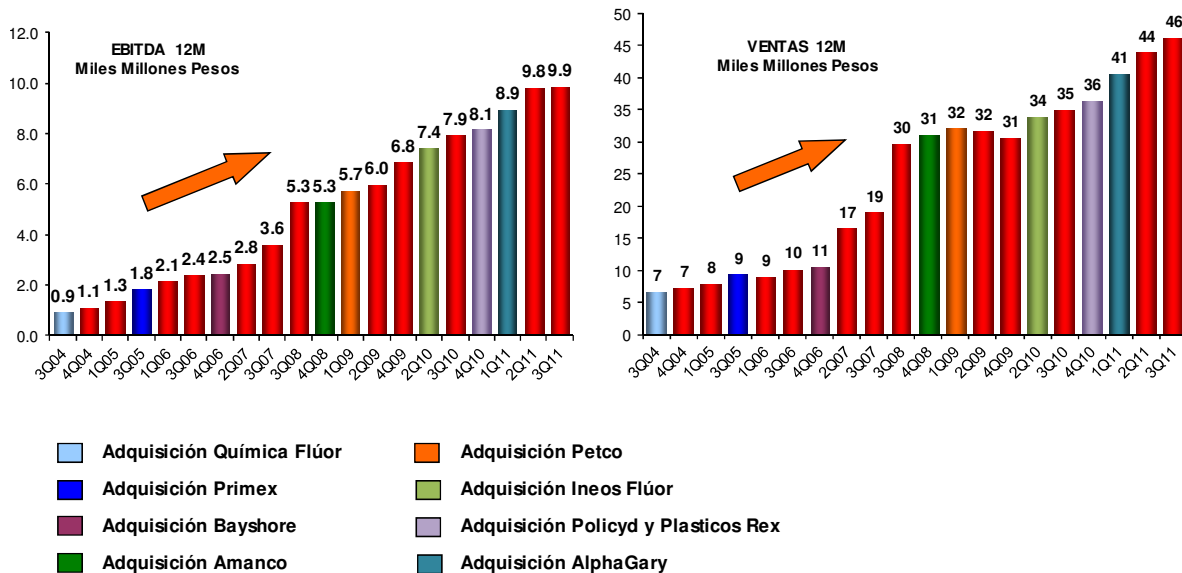 EBITDA 12M
Miles Millones Pesos
12.0
10.0
8.0
6.0
4.0
2.0
0.0
0.9
1.1
1.3
1.8
2.1
2.4
2.5
2.8
3.6
5.3
5.3
5.7
6.0
6.8
7.4
7.9
8.1
8.9
9.8
9.9
3Q04
4Q04
1Q05
3Q05
1Q06
3Q06
4Q06
2Q07
3Q07
3Q08
4Q08
1Q09
2Q09
4Q09
2Q10
3Q10
4Q10
1Q11
2Q11
3Q11
VENTAS 12M
Miles Millones Pesos
50
45
40
35
30
25
20
15
10
5
0
7
7
8
9
9
10
11
17
19
30
31
32
32
31
34
35
36
41
44
46
3Q04
4Q04
1Q05
3Q05
1Q06
3Q06
4Q06
2Q07
3Q07
3Q08
4Q08
1Q09
2Q09
4Q09
2Q10
3Q10
4Q10
1Q11
2Q11
3Q11
Adquisición Química Flúor
Adquisición Primex
Adquisición Bayshore
Adquisición Amanco
Adquisición Petco
Adquisición Ineos Flúor
Adquisición Policyd y Plasticos Rex
Adquisición AlphaGary